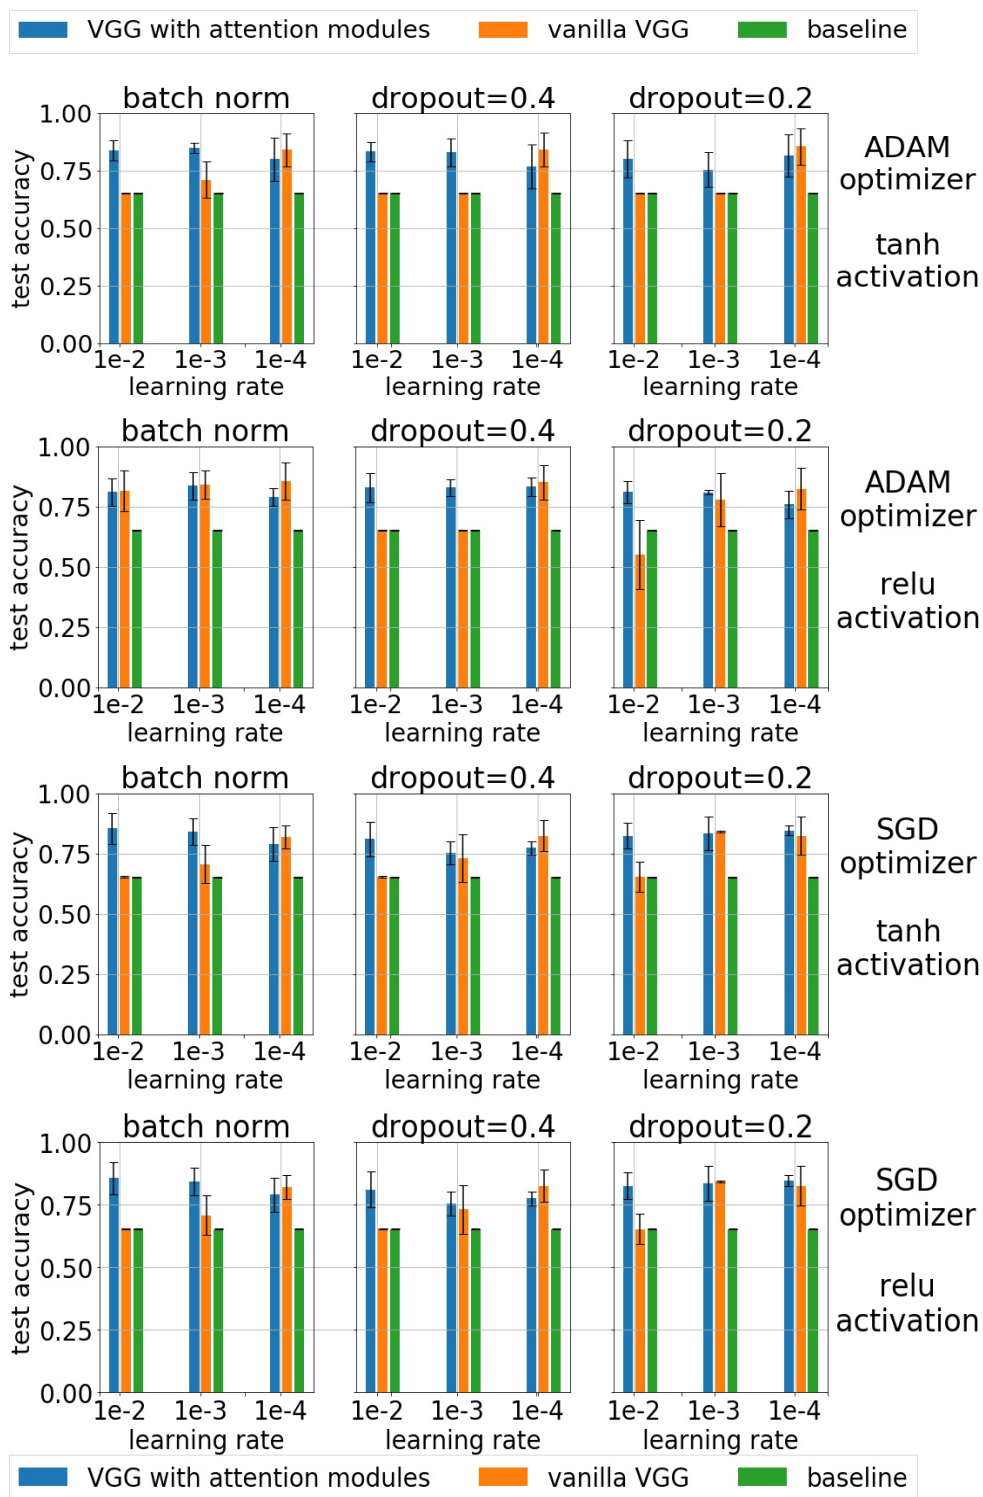 VGG with attention modules vanilla VGG baseline
batch norm dropout=0.4 dropout=0.2
1.00
0.75
0.50
0.25
0.00
test accuracy
1e-2 1e-3 1e-4 1e-2 1e-3 1e-4 1e-2 1e-3 1e-4
learning rate learning rate learning rate
ADAM
optimizer
tanh
activation
batch norm dropout=0.4 dropout=0.2
1.00
0.75
0.50
0.25
0.00
test accuracy
1e-2 1e-3 1e-4 1e-2 1e-3 1e-4 1e-2 1e-3 1e-4
learning rate learning rate learning rate
ADAM
optimizer
relu
activation
batch norm dropout=0.4 dropout=0.2
1.00
0.75
0.50
0.25
0.00
test accuracy
1e-2 1e-3 1e-4 1e-2 1e-3 1e-4 1e-2 1e-3 1e-4
learning rate learning rate learning rate
SGD
optimizer
tanh
activation
batch norm dropout=0.4 dropout=0.2
1.00
0.75
0.50
0.25
0.00
test accuracy
1e-2 1e-3 1e-4 1e-2 1e-3 1e-4 1e-2 1e-3 1e-4
learning rate learning rate learning rate
SGD
optimizer
relu
activation
VGG with attention modules vanilla VGG baseline